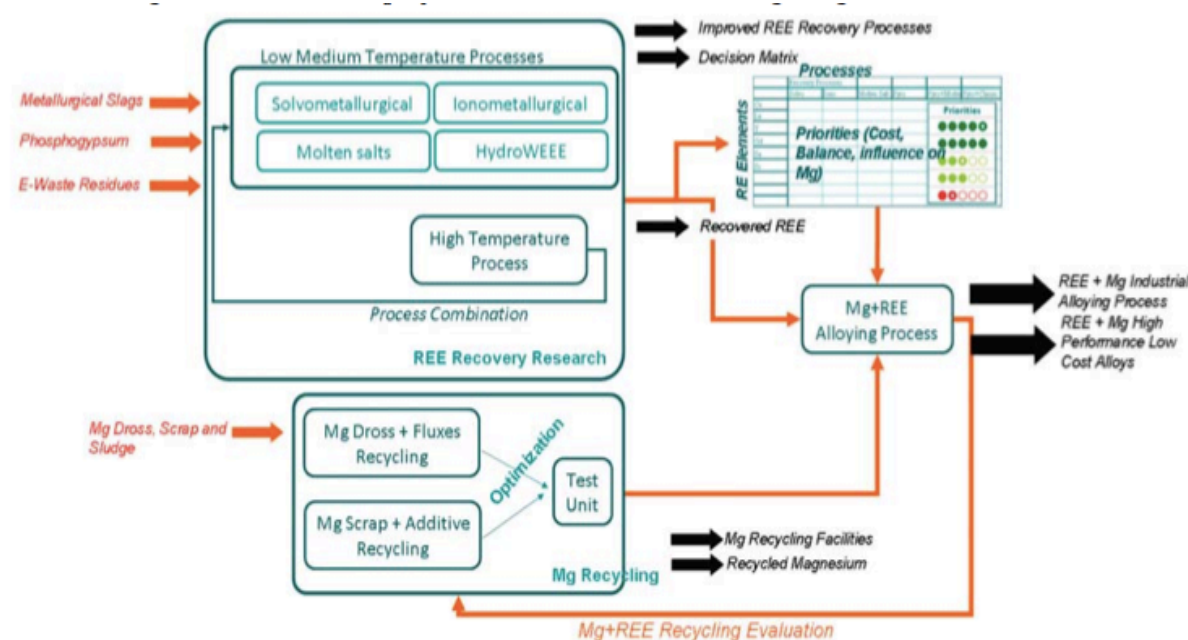 Improved REE Recovery Processes
Decision Matrix
Low Medium Temperature Processes
Solvometallurgical
Ionometallurgical
Molten salts
HydroWEEE
Metallurgical Slags
Phosphogypsum
E-Waste Residues
High Temperature
Process
Process Combination
REE Recovery Research
Processes
RE Elements
Priorities (Cost,
Balance, influence on
Mg)
Priorities
Recovered REE
Mg+REE
Alloying Process
REE + Mg Industrial
Alloying Process
REE + Mg High
Performance Low
Cost Alloys
Mg Dross, Scrap and
Sludge
Mg Dross + Fluxes
Recycling
Optimization
Test
Unit
Mg Scrap + Additive
Recycling
Mg Recycling
Mg Recycling Facilities
Recycled Magnesium
Mg+REE Recycling Evaluation